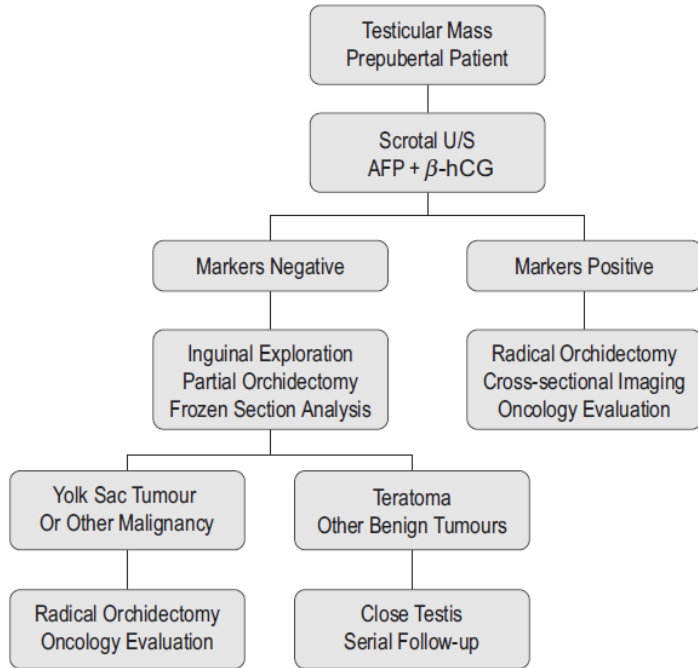 Testicular Mass
Prepubertal Patient
Scrotal U/S
AFP + β-hCG
Markers Negative
Markers Positive
Inguinal Exploration
Partial Orchidectomy
Frozen Section Analysis
Radical Orchidectomy
Cross-sectional Imaging
Oncology Evaluation
Yolk Sac Tumour
Or Other Malignancy
Teratoma
Other Benign Tumours
Radical Orchidectomy
Oncology Evaluation
Close Testis
Serial Follow-up